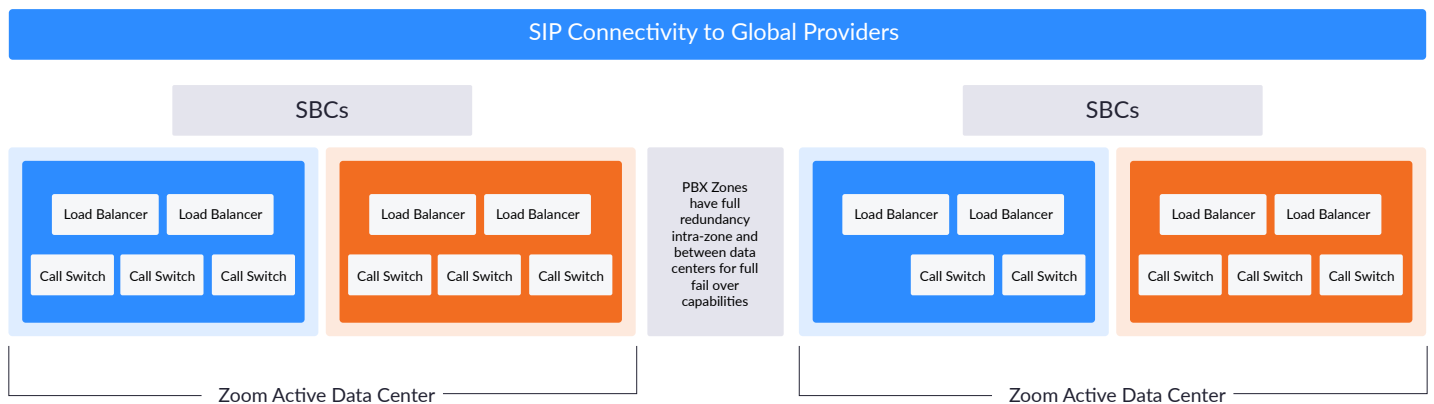 SIP Connectivity to Global Providers
SBCs
SBCs
Load Balancer Load Balancer
Call Switch Call Switch Call Switch
Load Balancer Load Balancer
Call Switch Call Switch Call Switch
PBX Zones
have full
redundancy
intra-zone and
between data
centers for full
fail over
capabilities
Load Balancer Load Balancer
Call Switch Call Switch
Load Balancer Load Balancer
Call Switch Call Switch Call Switch
Zoom Active Data Center
Zoom Active Data Center